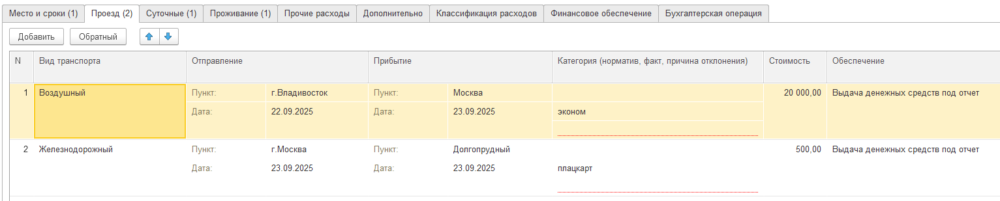 Место и сроки (1) Проезд (2) Суточные (1) Проживание (1) Прочие расходы Дополнительно Классификация расходов Финансовое обеспечение Бухгалтерская операция
Добавить Обратный
N Вид транспорта Отправление Прибытие Категория (норматив, факт, причина отклонения) Стоимость Обеспечение
1 Воздушный Пункт: г.Владивосток Пункт: Москва 20 000,00 Выдача денежных средств под отчет
Дата: 22.09.2025 Дата: 23.09.2025 эконом
2 Железнодорожный Пункт: г.Москва Пункт: Долгопрудный 500,00 Выдача денежных средств под отчет
Дата: 23.09.2025 Дата: 23.09.2025 плацкарт